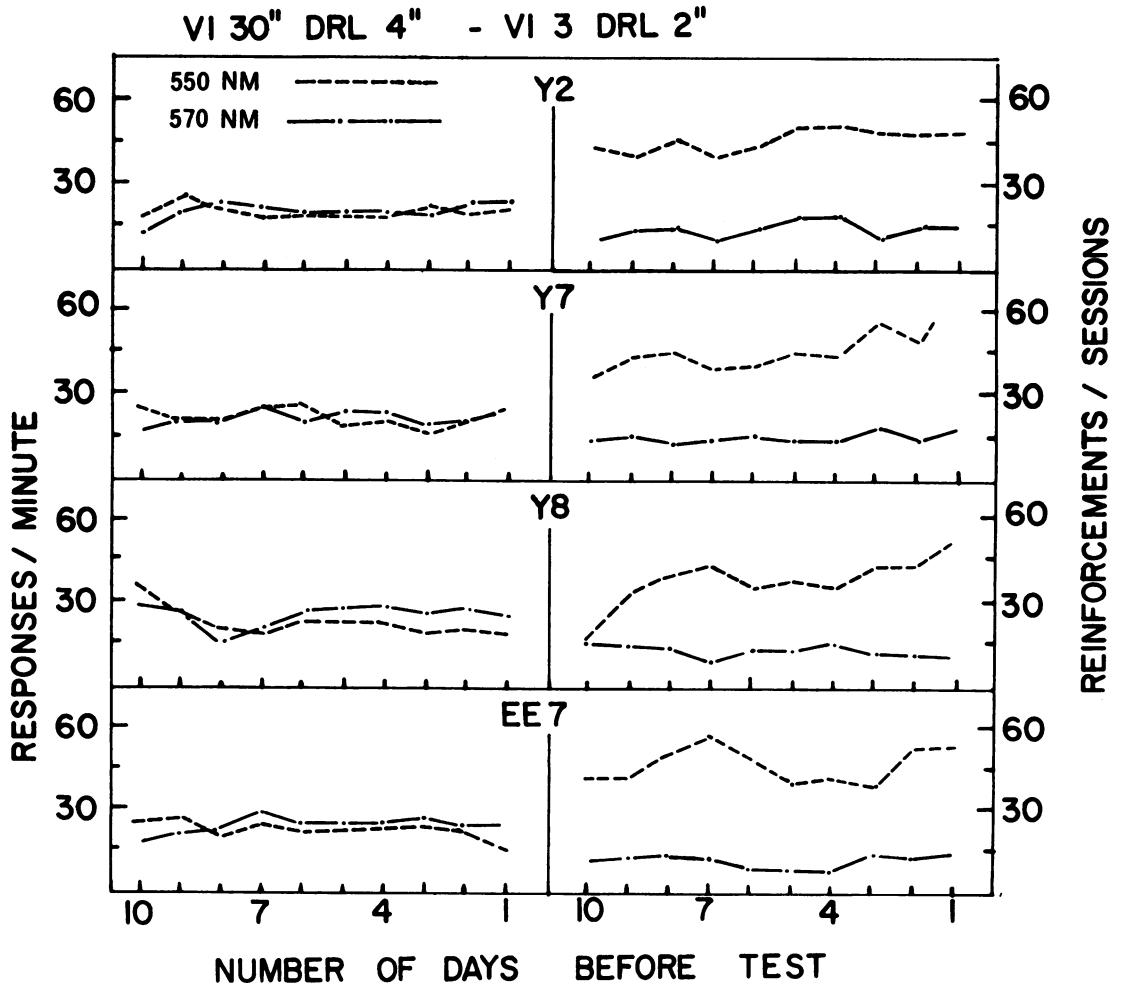 VI 30" DRL 4" - VI 3 DRL 2"
550 NM
570 NM
Y2
60
30
60
30
Y7
60
30
60
30
Y8
60
30
60
30
EE7
60
30
60
30
10 7 4 1 10 7 4 1
NUMBER OF DAYS BEFORE TEST
RESPONSES / MINUTE
REINFORCEMENTS / SESSIONS